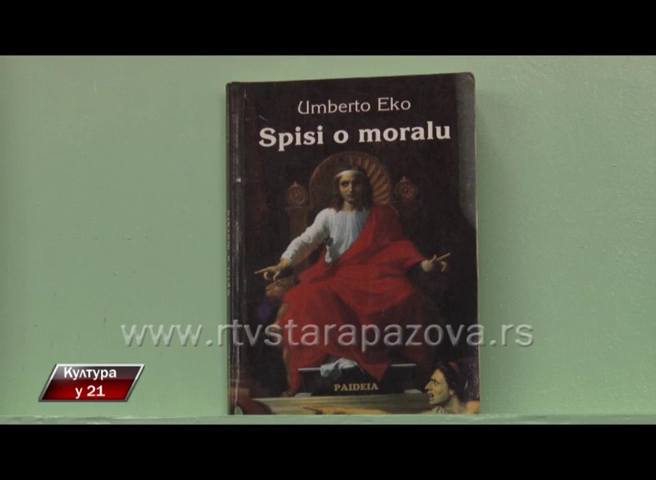 Umberto Eko
Spisi o moralu
www.rtvstarapazova.rs
Култура
у 21
PAIDEIA